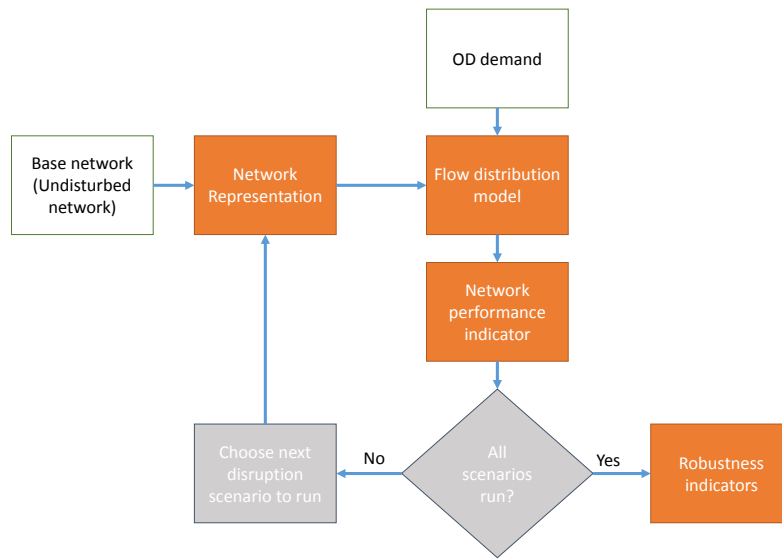 OD demand
Base network
(Undisturbed
network)
Network
Representation
Flow distribution
model
Network
performance
indicator
Choose next
disruption
scenario to run
No
All
scenarios
run?
Yes
Robustness
indicators